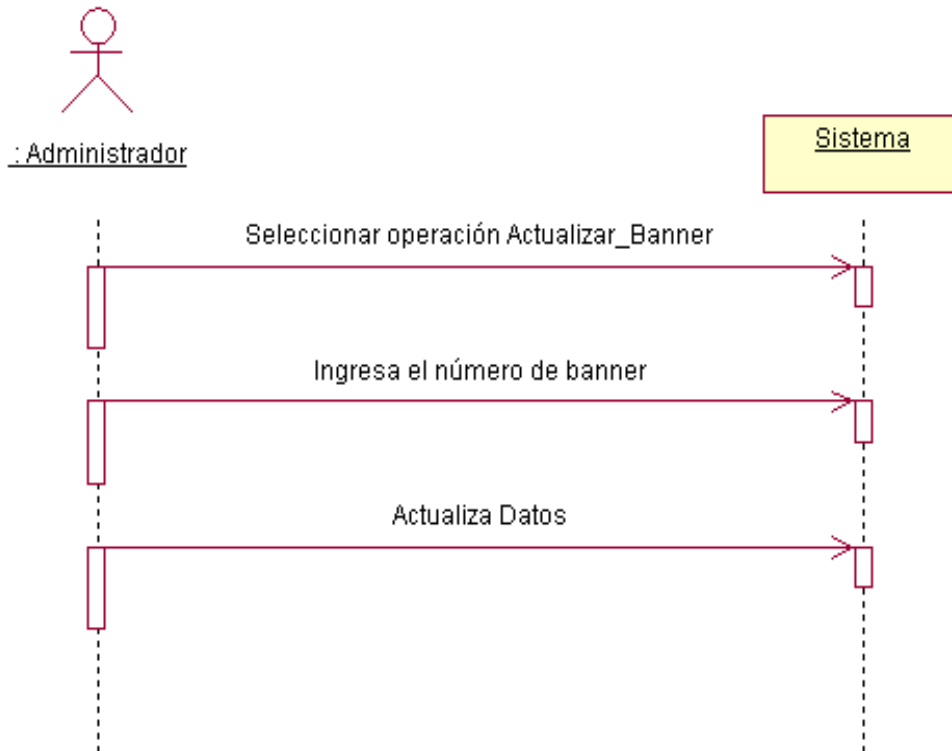 : Administrador
Sistema
Seleccionar operación Actualizar_Banner
Ingresa el número de banner
Actualiza Datos